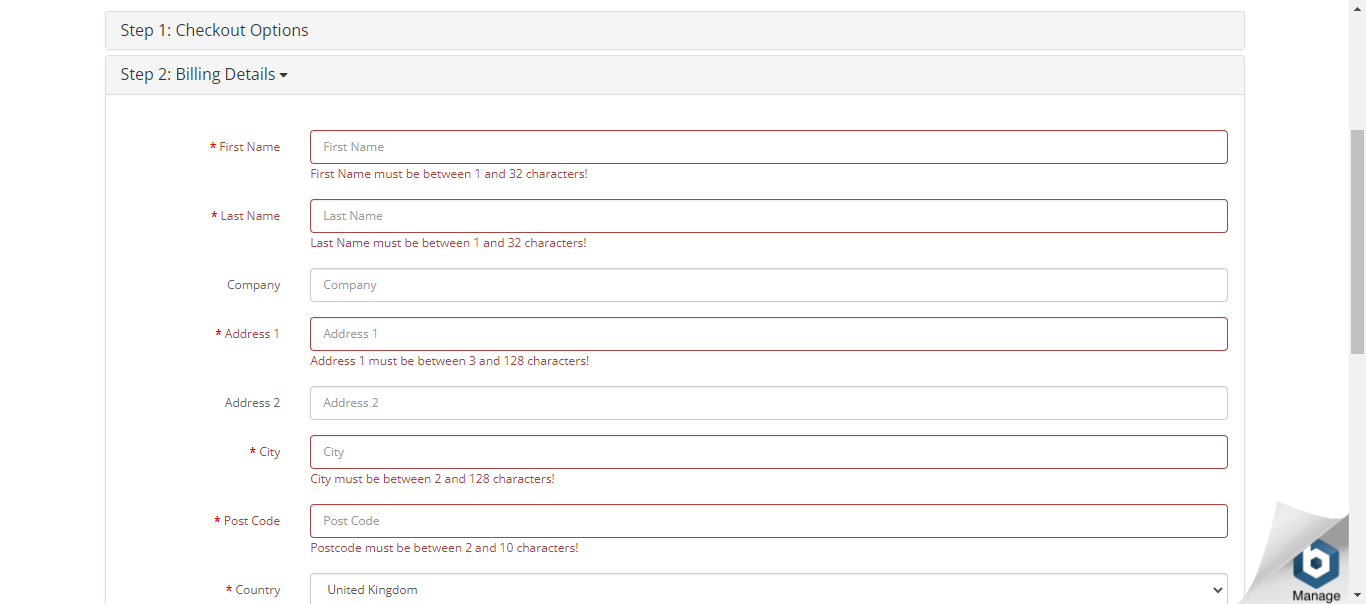 Step 1: Checkout Options
Step 2: Billing Details
* First Name
First Name
First Name must be between 1 and 32 characters!
* Last Name
Last Name
Last Name must be between 1 and 32 characters!
Company
Company
* Address 1
Address 1
Address 1 must be between 3 and 128 characters!
Address 2
Address 2
* City
City
City must be between 2 and 128 characters!
* Post Code
Post Code
Postcode must be between 2 and 10 characters!
* Country
United Kingdom
b
Manage